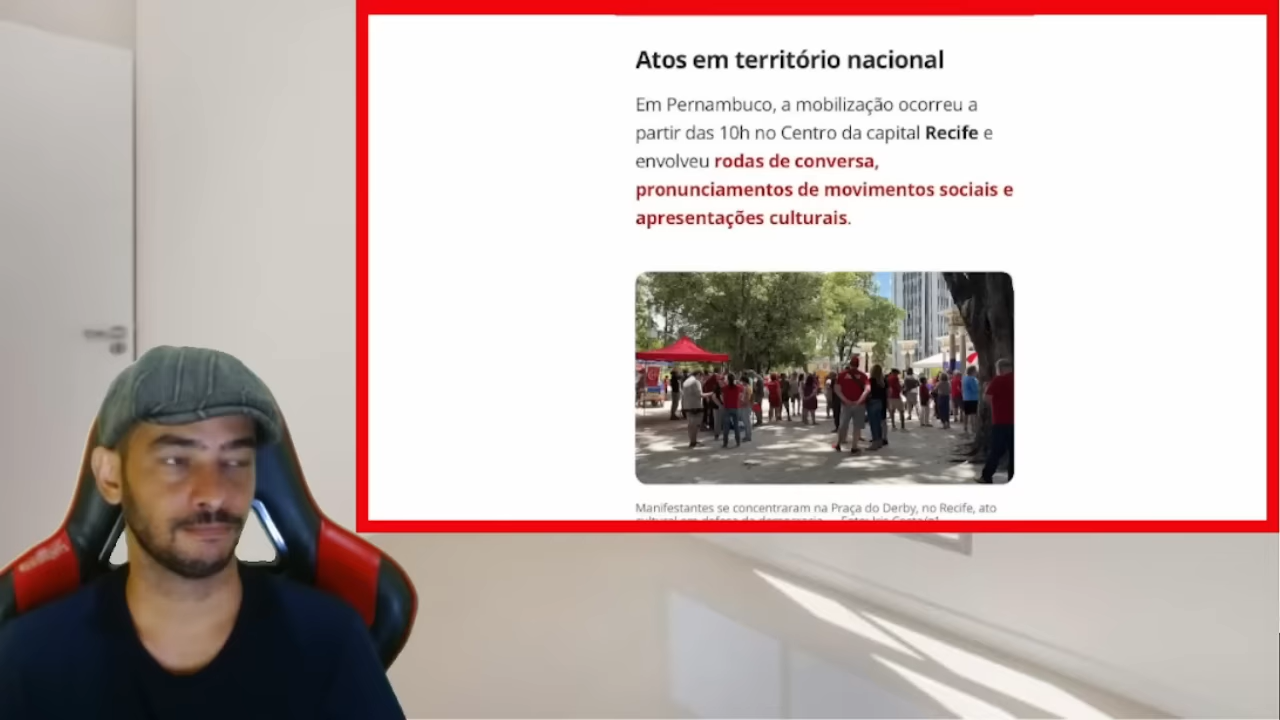 Atos em território nacional
Em Pernambuco, a mobilização ocorreu a
partir das 10h no Centro da capital Recife e
envolveu rodas de conversa,
pronunciamentos de movimentos sociais e
apresentações culturais.
Manifestantes se concentraram na Praça do Derby, no Recife, ato